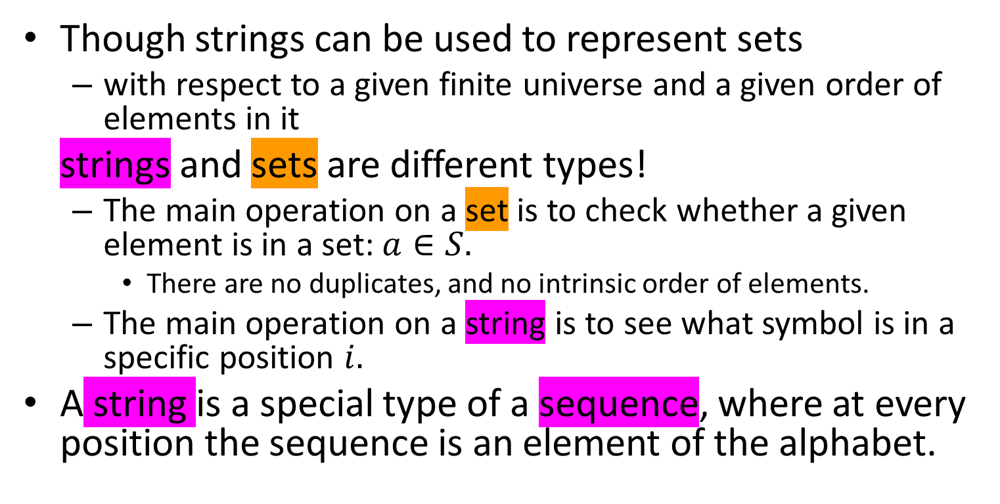 • Though strings can be used to represent sets
– with respect to a given finite universe and a given order of
elements in it
strings and sets are different types!
– The main operation on a set is to check whether a given
element is in a set: 𝑎 ∈ 𝑆.
• There are no duplicates, and no intrinsic order of elements.
– The main operation on a string is to see what symbol is in a
specific position 𝑖.
• A string is a special type of a sequence, where at every
position the sequence is an element of the alphabet.